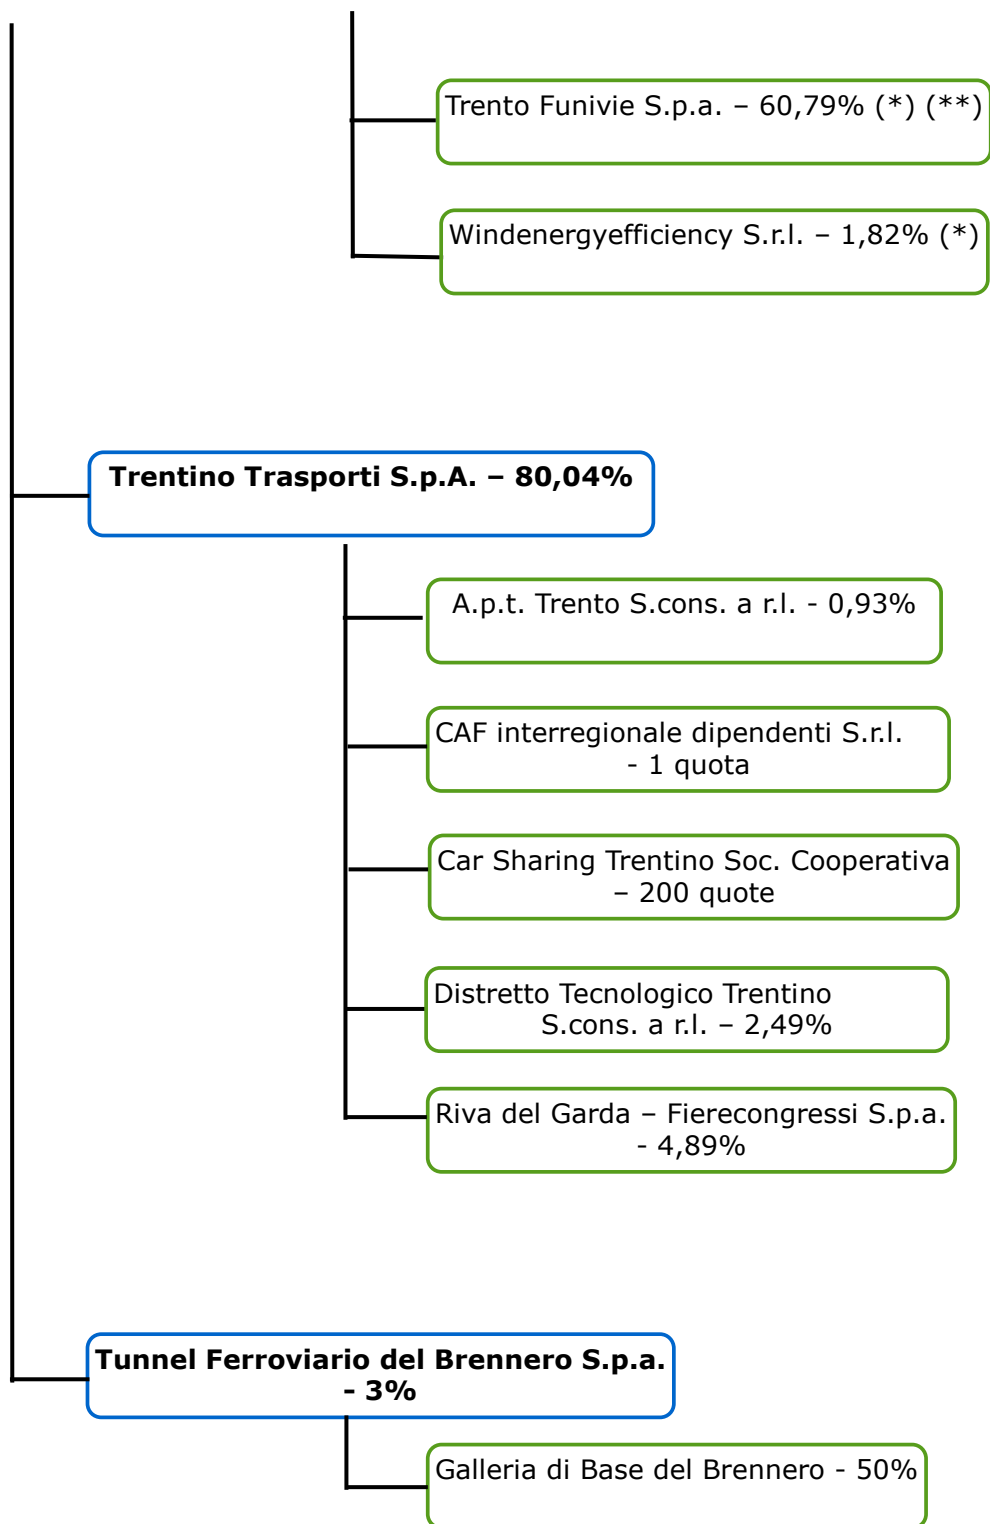 Trento Funivie S.p.a. – 60,79% (*) (**)
Windenergyefficiency S.r.l. – 1,82% (*)
Trentino Trasporti S.p.A. – 80,04%
A.p.t. Trento S.cons. a r.l. - 0,93%
CAF interregionale dipendenti S.r.l.
- 1 quota
Car Sharing Trentino Soc. Cooperativa
– 200 quote
Distretto Tecnologico Trentino
S.cons. a r.l. – 2,49%
Riva del Garda – Fierecongressi S.p.a.
- 4,89%
Tunnel Ferroviario del Brennero S.p.a.
- 3%
Galleria di Base del Brennero - 50%